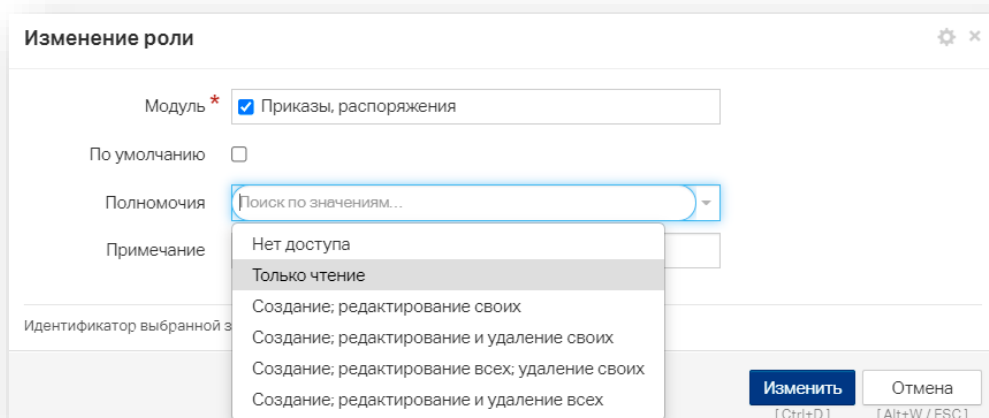 Изменение роли
Модуль *
Приказы, распоряжения
По умолчанию
Полномочия
Поиск по значениям...
Примечание
Нет доступа
Только чтение
Создание; редактирование своих
Создание; редактирование и удаление своих
Создание; редактирование всех; удаление своих
Создание; редактирование и удаление всех
Идентификатор выбранной з
Изменить
Отмена
[Ctrl+D]
[Alt+W / ESC]